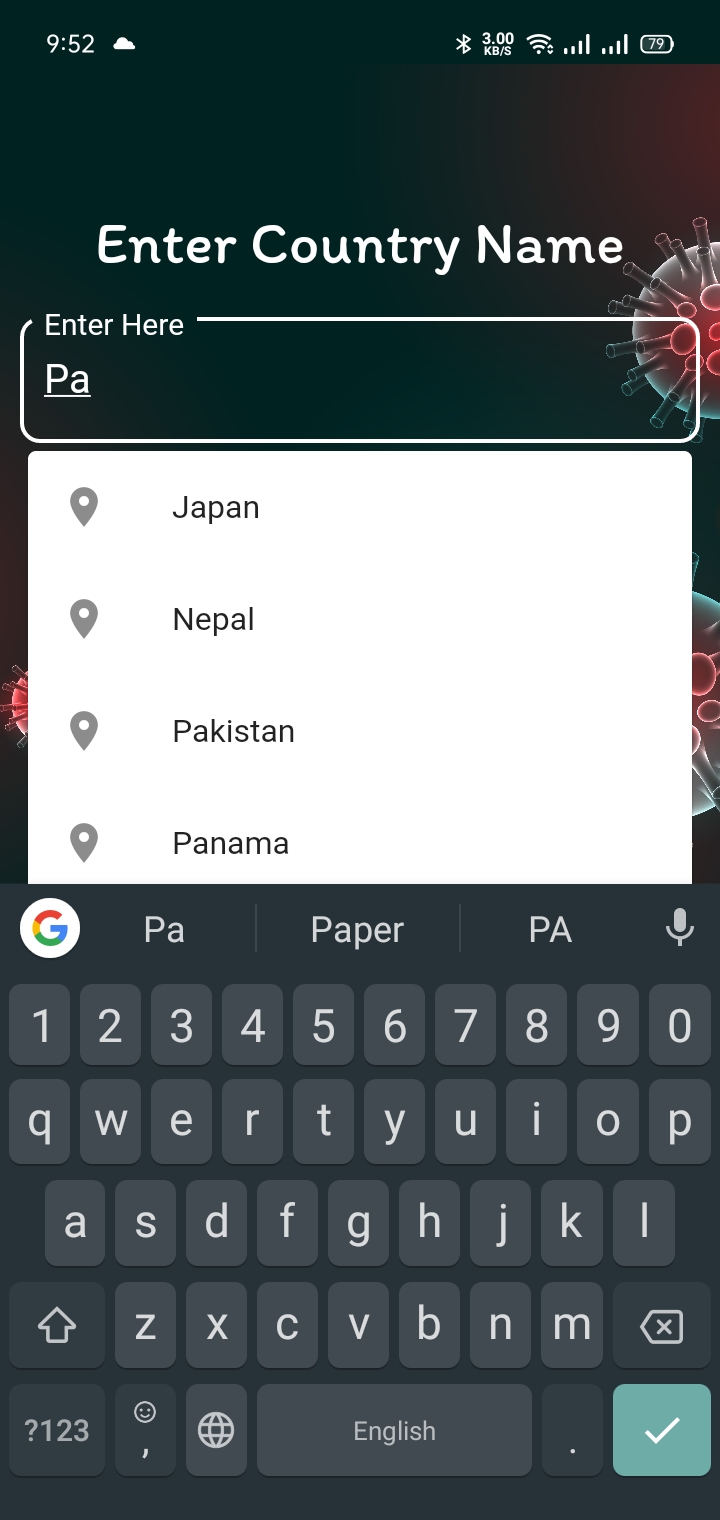 9:52 3.00 KB/S 79
Enter Country Name
Enter Here
Pa
Japan
Nepal
Pakistan
Panama
Pa Paper PA
1 2 3 4 5 6 7 8 9 0
q w e r t y u i o p
a s d f g h j k l
z x c v b n m
?123 , English .